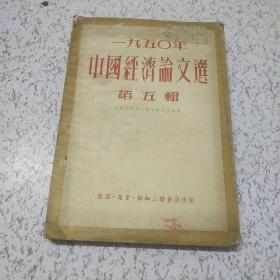 一九五〇年
中國經濟論文選
第五輯
生活·讀書·新知三聯書店出版